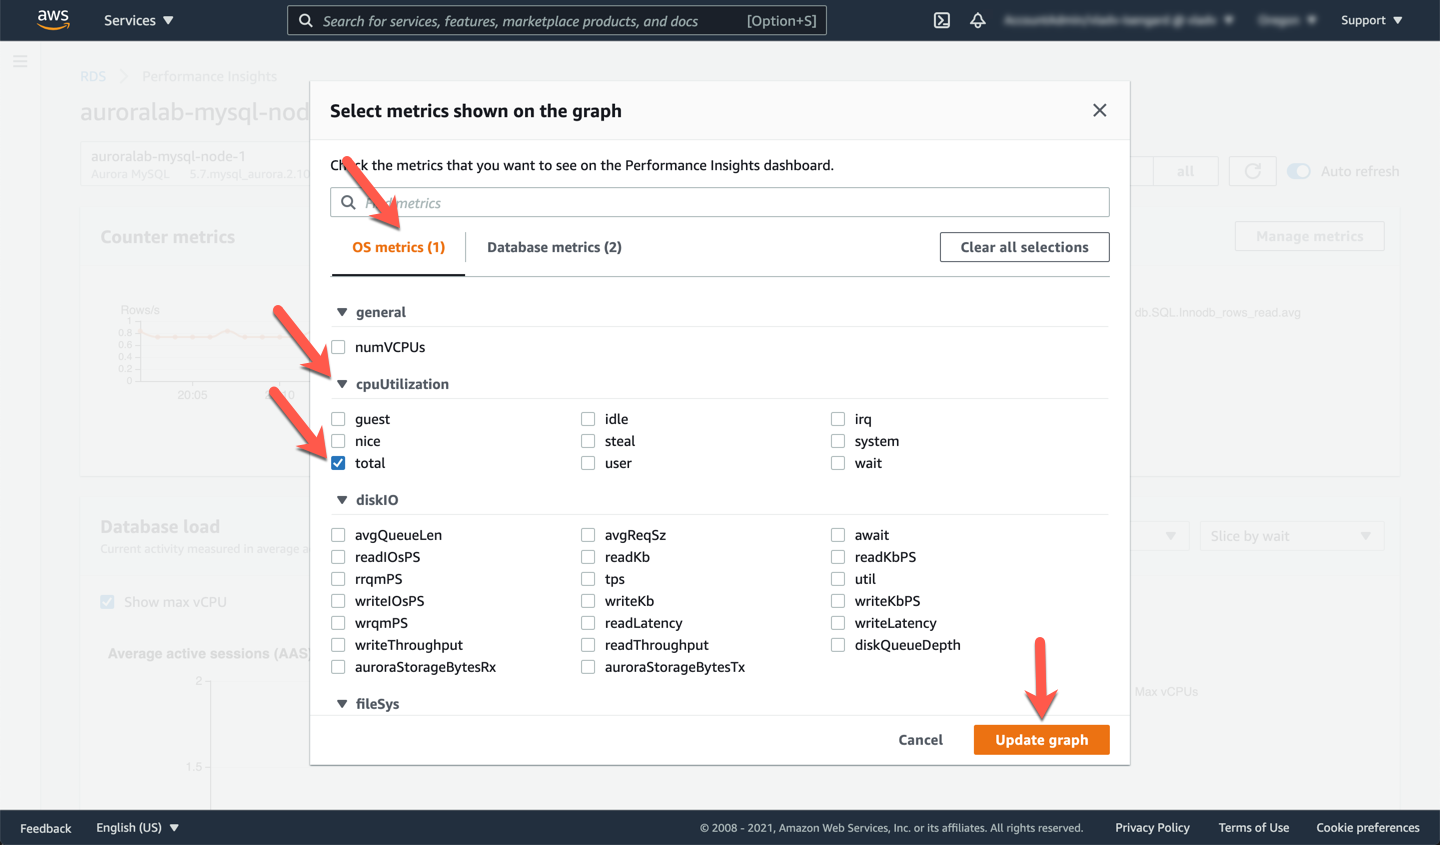 aws
Services
Search for services, features, marketplace products, and docs [Option+S]
Support
RDS Performance Insights
auroralab-mysql-nod
auroralab-mysql-node-1
Aurora MySQL 5.7.mysql_aurora.2.10
all
Auto refresh
Counter metrics
Manage metrics
Rows/s
1
0.8
0.6
0.4
0.2
0
20:05
db.SQL.Innodb_rows_read.avg
Database load
Current activity measured in average a
Slice by wait
Show max vCPU
Average active sessions (AAS)
2
1.5
Max vCPUs
Select metrics shown on the graph
Check the metrics that you want to see on the Performance Insights dashboard.
Find metrics
OS metrics (1) Database metrics (2) Clear all selections
general
numVCPUs
cpuUtilization
guest idle irq
nice steal system
total user wait
diskIO
avgQueueLen avgReqSz await
readIOsPS readKb readKbPS
rrqmPS tps util
writeIOsPS writeKb writeKbPS
wrqmPS readLatency writeLatency
writeThroughput readThroughput diskQueueDepth
auroraStorageBytesRx auroraStorageBytesTx
fileSys
Cancel Update graph
Feedback English (US) © 2008 - 2021, Amazon Web Services, Inc. or its affiliates. All rights reserved. Privacy Policy Terms of Use Cookie preferences